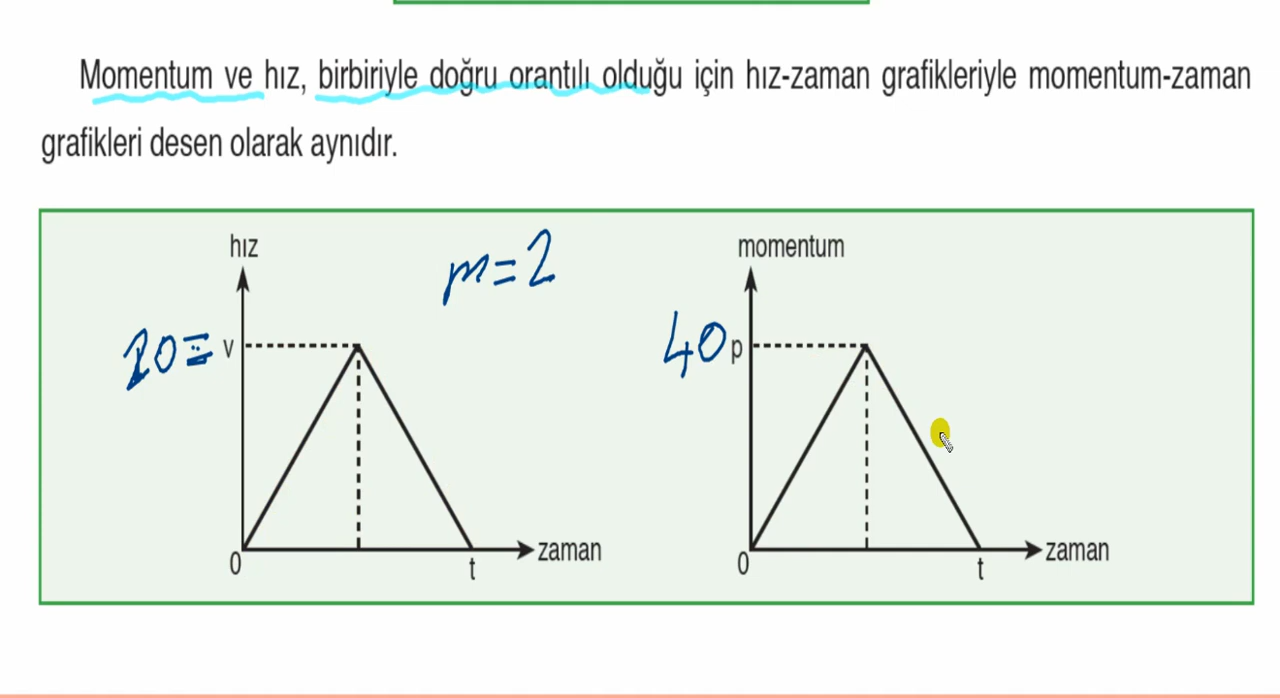 Momentum ve hız, birbiriyle doğru orantılı olduğu için hız-zaman grafikleriyle momentum-zaman
grafikleri desen olarak aynıdır.
hız
m=2
momentum
20= v
40 p
0
t
zaman
0
t
zaman